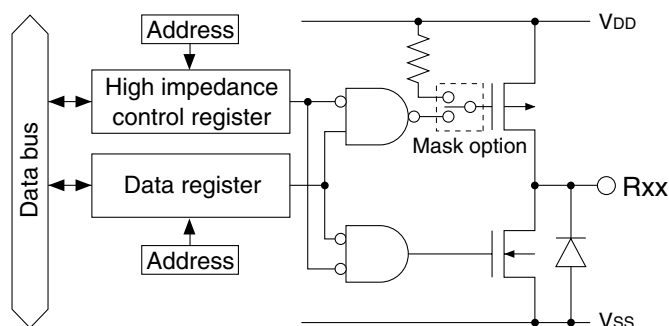 Address
VDD
High impedance
control register
Mask option
Data bus
Data register
Rxx
Address
VSS